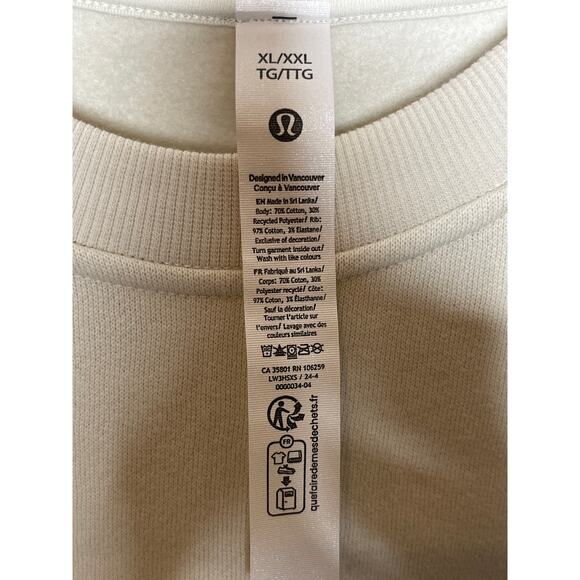 XL/XXL
TG/TTG
Designed in Vancouver
Conçu à Vancouver
EN Made in Sri Lanka/
Body: 70% Cotton, 30%
Recycled Polyester/ Rib:
97% Cotton, 3% Elastane/
Exclusive of decoration/
Turn garment inside out/
Wash with like colours
FR Fabriqué au Sri Lanka/
Corps: 70% Cotton, 30%
Polyester recyclé/ Côte:
97% Coton, 3% Élasthanne/
Sauf la décoration/
Tourner l'article sur
l'envers/ Lavage avec des
couleurs similaires
CA 35801 RN 106259
LW3HSXS / 24-4
0000034-04
FR
quefairedemesdechets.fr